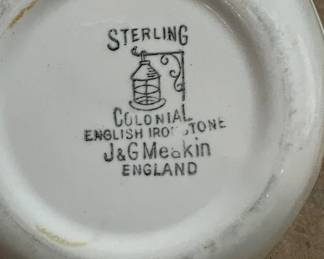 STERLING
COLONIAL
ENGLISH IRONSTONE
J&G Meakin
ENGLAND